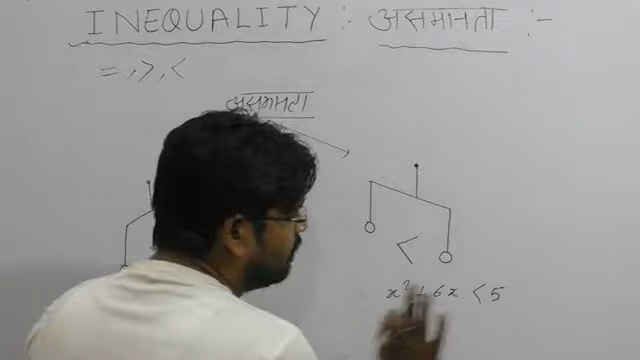 INEQUALITY : असमानता :-
= , > , <
असमानता
<
x² + 6x < 5